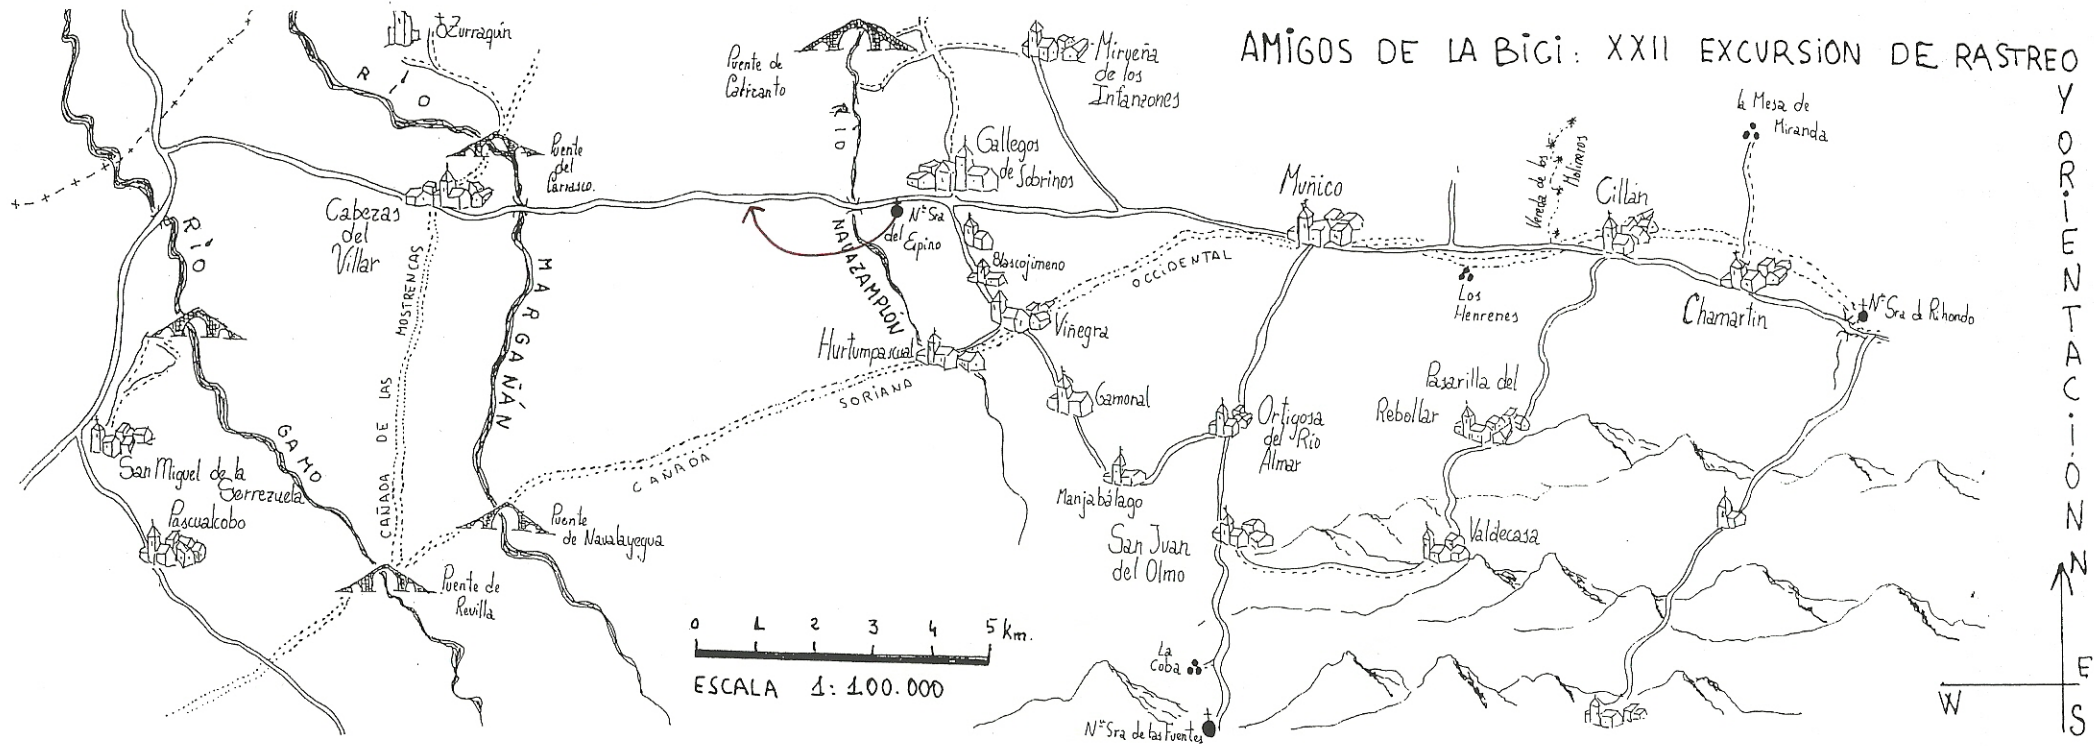 AMIGOS DE LA BICI: XXII EXCURSION DE RASTREO
Y ORIENTACIÓN
Zurraquín
RIO
Puente
del
Carrasco.
Cabezas
del
Villar
Puente de
Catizanto
RIO
Mirueña
de los
Infanzones
Gallegos
de Sobrinos
Nª Sra
del Espino
NAVAZAMPLÓN
Blascojimeno
Viñegra
Hurtumpascual
OCCIDENTAL
SORIANA
CAÑADA
Gamonal
Manjabálago
Muñico
Vereda de los
Molineros
Cillán
La Mesa de
Miranda
Los
Henrenes
Chamartín
Nª Sra de Rihondo
Pasarilla del
Rebollar
Ortigosa
del Rio
Almar
San Juan
del Olmo
Valdecasa
La
Coba
Nª Sra de las Fuentes
RIO
GAMO
MARGAÑÁN
CAÑADA DE LAS MOSTRENCAS
San Miguel de la
Serrezuela
Pascualcobo
Puente
de Navalayegua
Puente de
Revilla
0 1 2 3 4 5 km.
ESCALA 1:100.000
N
E
W
S